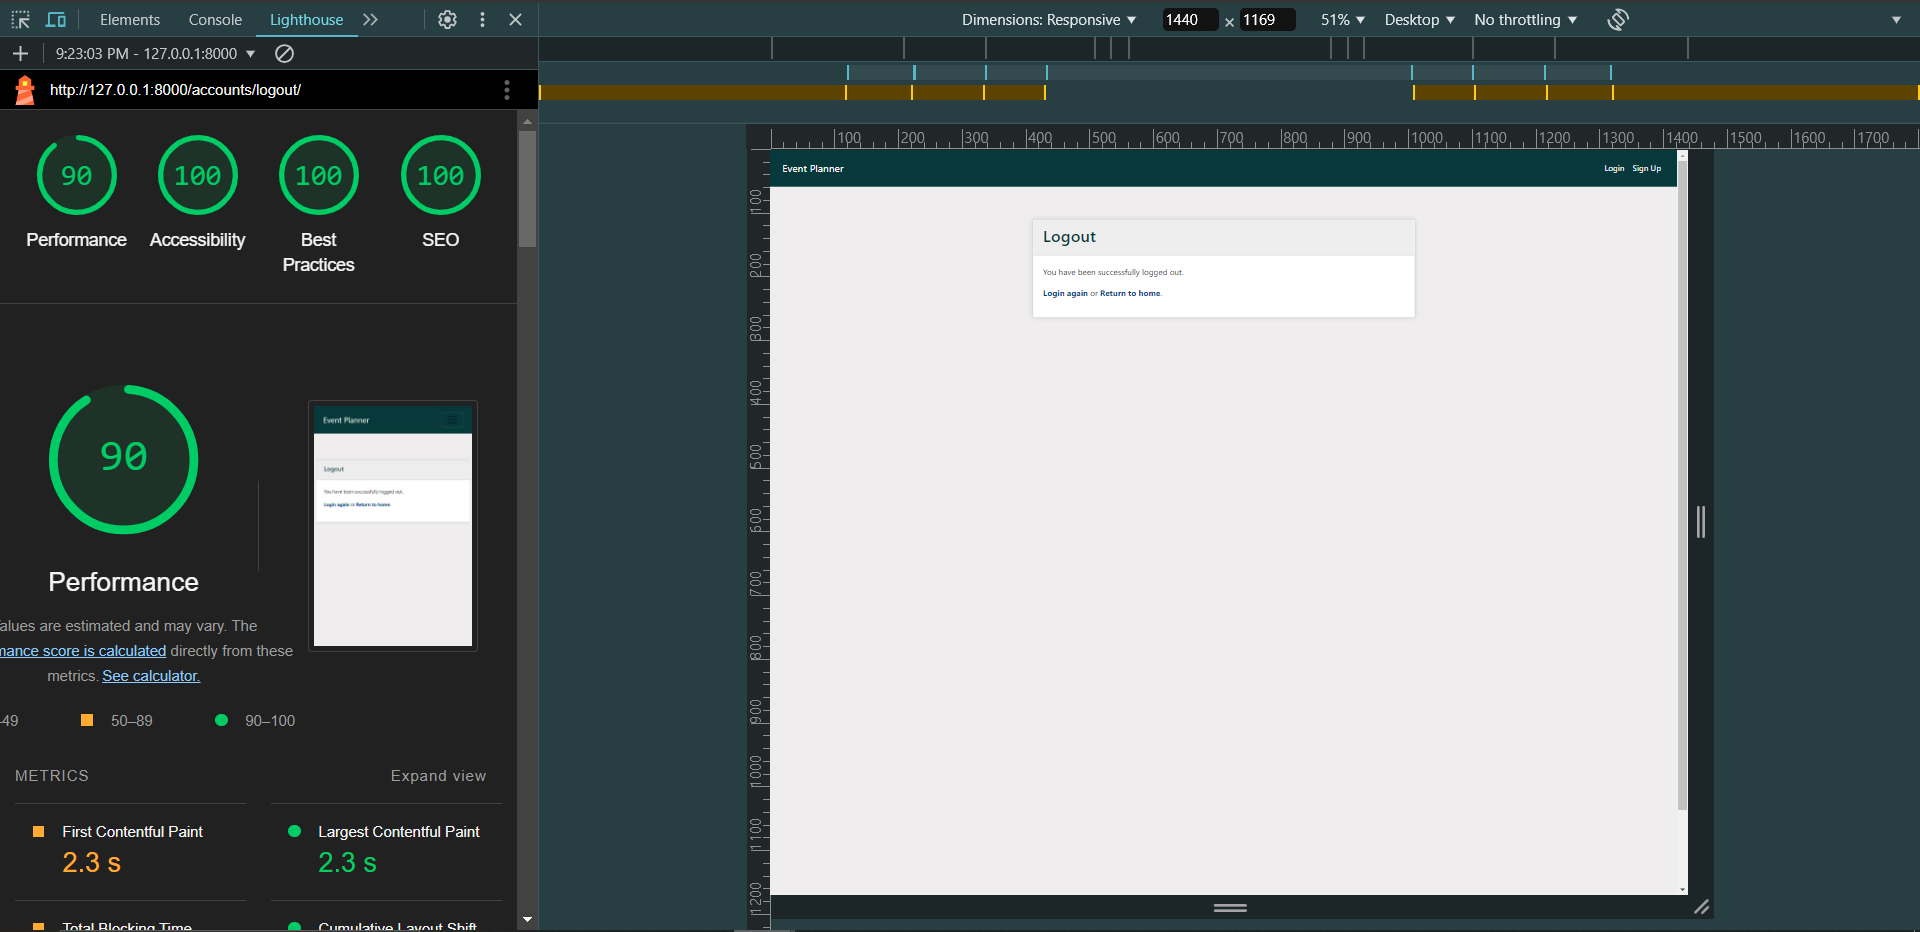 Elements Console Lighthouse
Dimensions: Responsive 1440 × 1169 51% Desktop No throttling
9:23:03 PM - 127.0.0.1:8000
http://127.0.0.1:8000/accounts/logout/
90 100 100 100
Performance Accessibility Best Practices SEO
90
Performance
alues are estimated and may vary. The
mance score is calculated directly from these
metrics. See calculator.
-49 50–89 90–100
METRICS Expand view
First Contentful Paint
2.3 s
Largest Contentful Paint
2.3 s
Total Blocking Time
Cumulative Layout Shift
Event Planner
Logout
You have been successfully logged out.
Login again or Return to home
100 200 300 400 500 600 700 800 900 1000 1100 1200 1300 1400 1500 1600 1700
100
200
300
400
500
600
700
800
900
1000
1100
1200
Event Planner Login Sign Up
Logout
You have been successfully logged out.
Login again or Return to home.